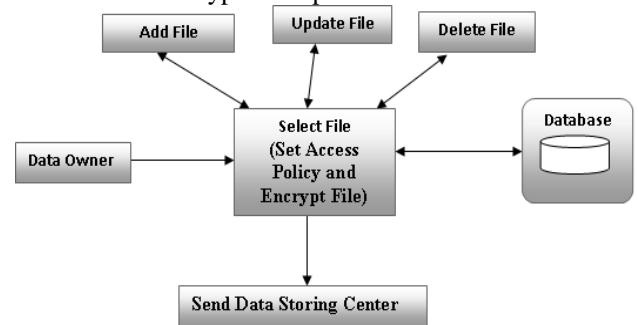 Update File
Add File
Delete File
Select File
(Set Access
Policy and
Encrypt File)
Database
Data Owner
Send Data Storing Center